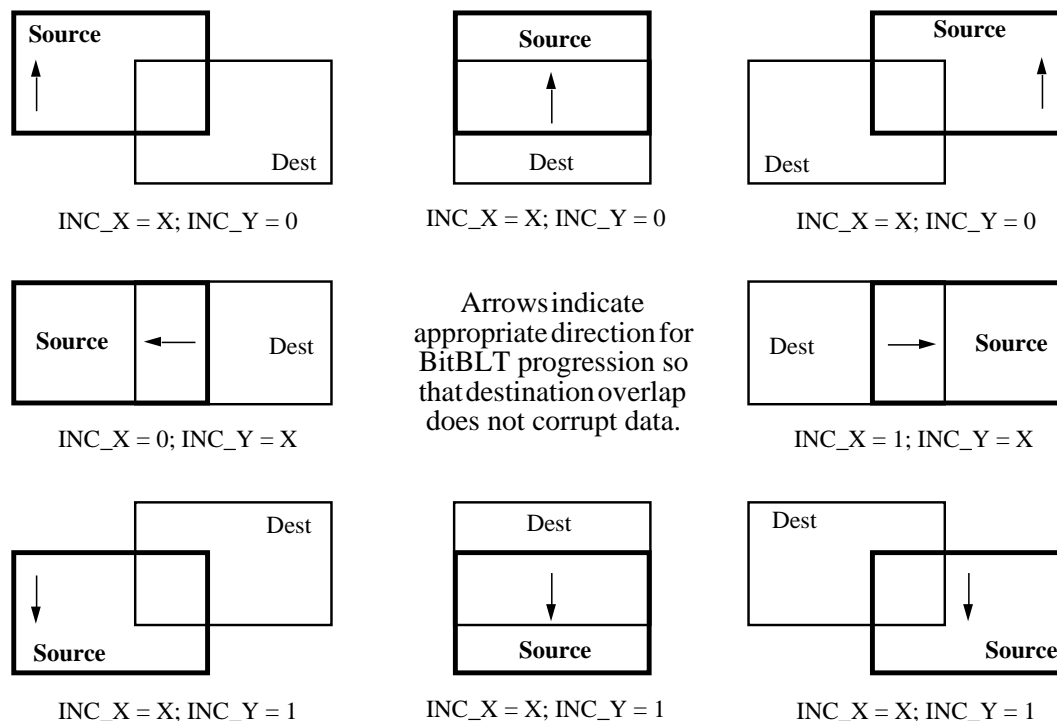 Source
Dest
INC_X = X; INC_Y = 0
Source
Dest
INC_X = X; INC_Y = 0
Source
Dest
INC_X = X; INC_Y = 0
Source
Dest
INC_X = 0; INC_Y = X
Arrows indicate
appropriate direction for
BitBLT progression so
that destination overlap
does not corrupt data.
Dest
Source
INC_X = 1; INC_Y = X
Dest
Source
INC_X = X; INC_Y = 1
Dest
Source
INC_X = X; INC_Y = 1
Dest
Source
INC_X = X; INC_Y = 1